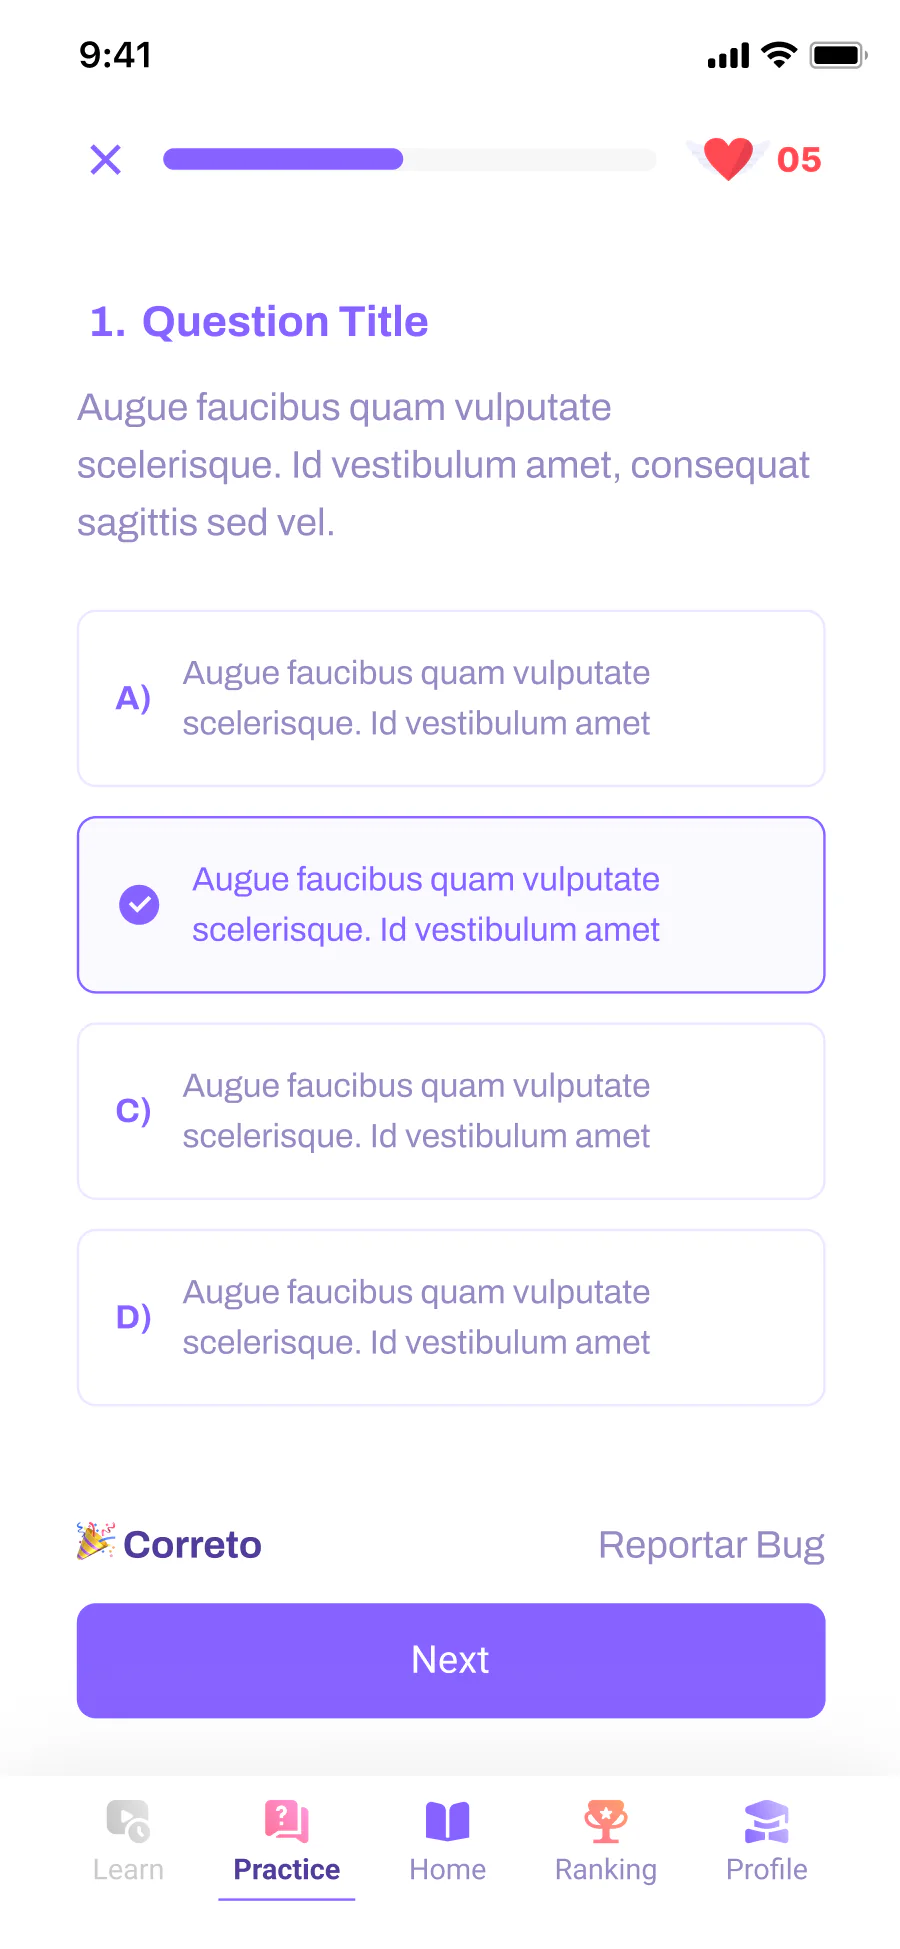 9:41
05
1. Question Title
Augue faucibus quam vulputate
scelerisque. Id vestibulum amet, consequat
sagittis sed vel.
A) Augue faucibus quam vulputate
scelerisque. Id vestibulum amet
Augue faucibus quam vulputate
scelerisque. Id vestibulum amet
C) Augue faucibus quam vulputate
scelerisque. Id vestibulum amet
D) Augue faucibus quam vulputate
scelerisque. Id vestibulum amet
Correto
Reportar Bug
Next
Learn
Practice
Home
Ranking
Profile